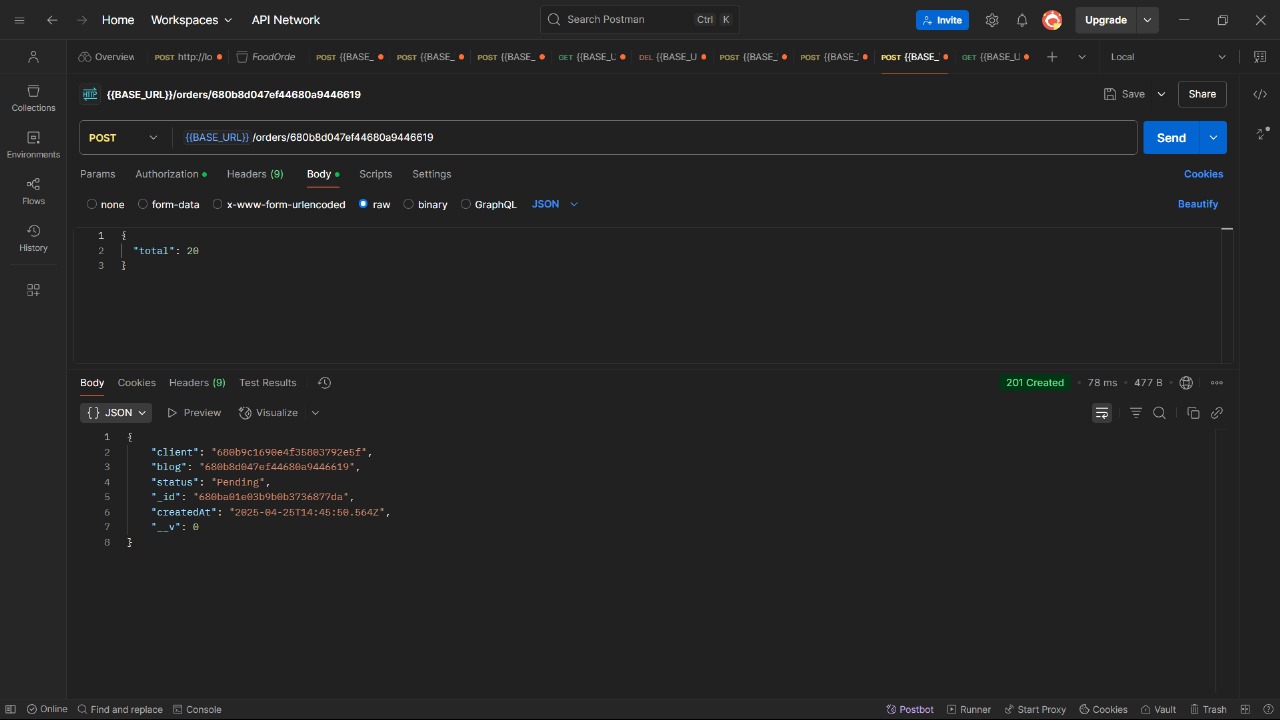 Home Workspaces API Network Search Postman Ctrl K Invite Upgrade
Overview POST http://lo FoodOrde POST {{BASE_ POST {{BASE_ POST {{BASE_ GET {{BASE_U DEL {{BASE_U POST {{BASE_ POST {{BASE_ POST {{BASE_ GET {{BASE_U Local
Collections
Environments
Flows
History
HTTP {{BASE_URL}}/orders/680b8d047ef44680a9446619 Save Share
POST {{BASE_URL}} /orders/680b8d047ef44680a9446619 Send
Params Authorization Headers (9) Body Scripts Settings Cookies
none form-data x-www-form-urlencoded raw binary GraphQL JSON Beautify
1 {
2 "total": 20
3 }
Body Cookies Headers (9) Test Results 201 Created 78 ms 477 B
{} JSON Preview Visualize
1 {
2 "client": "680b9c1690e4f35803792e5f",
3 "blog": "680b8d047ef44680a9446619",
4 "status": "Pending",
5 "_id": "680ba01e03b9b0b3736877da",
6 "createdAt": "2025-04-25T14:45:50.564Z",
7 "__v": 0
8 }
Online Find and replace Console Postbot Runner Start Proxy Cookies Vault Trash